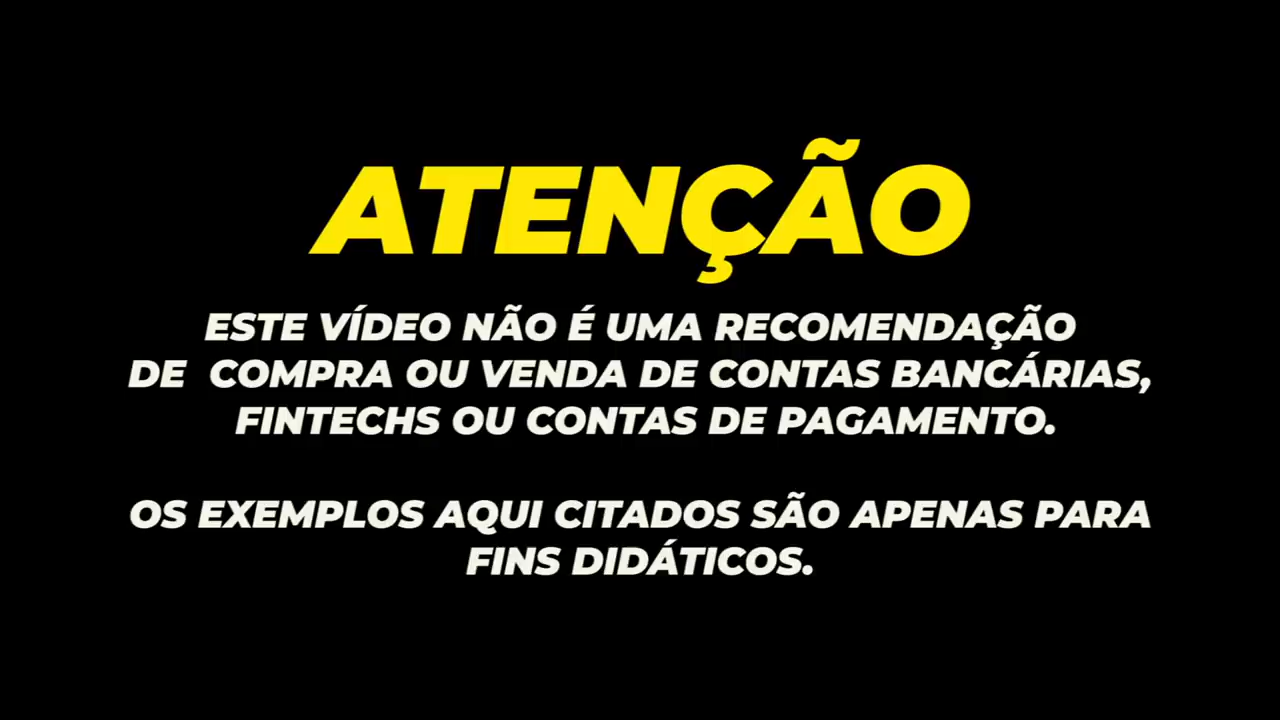 ATENÇÃO
ESTE VÍDEO NÃO É UMA RECOMENDAÇÃO
DE COMPRA OU VENDA DE CONTAS BANCÁRIAS,
FINTECHS OU CONTAS DE PAGAMENTO.
OS EXEMPLOS AQUI CITADOS SÃO APENAS PARA
FINS DIDÁTICOS.